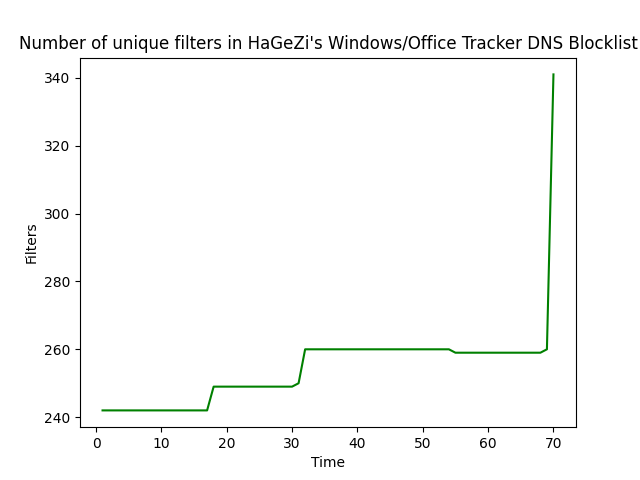 Number of unique filters in HaGeZi's Windows/Office Tracker DNS Blocklist
340
320
300
280
260
240
Filters
0 10 20 30 40 50 60 70
Time